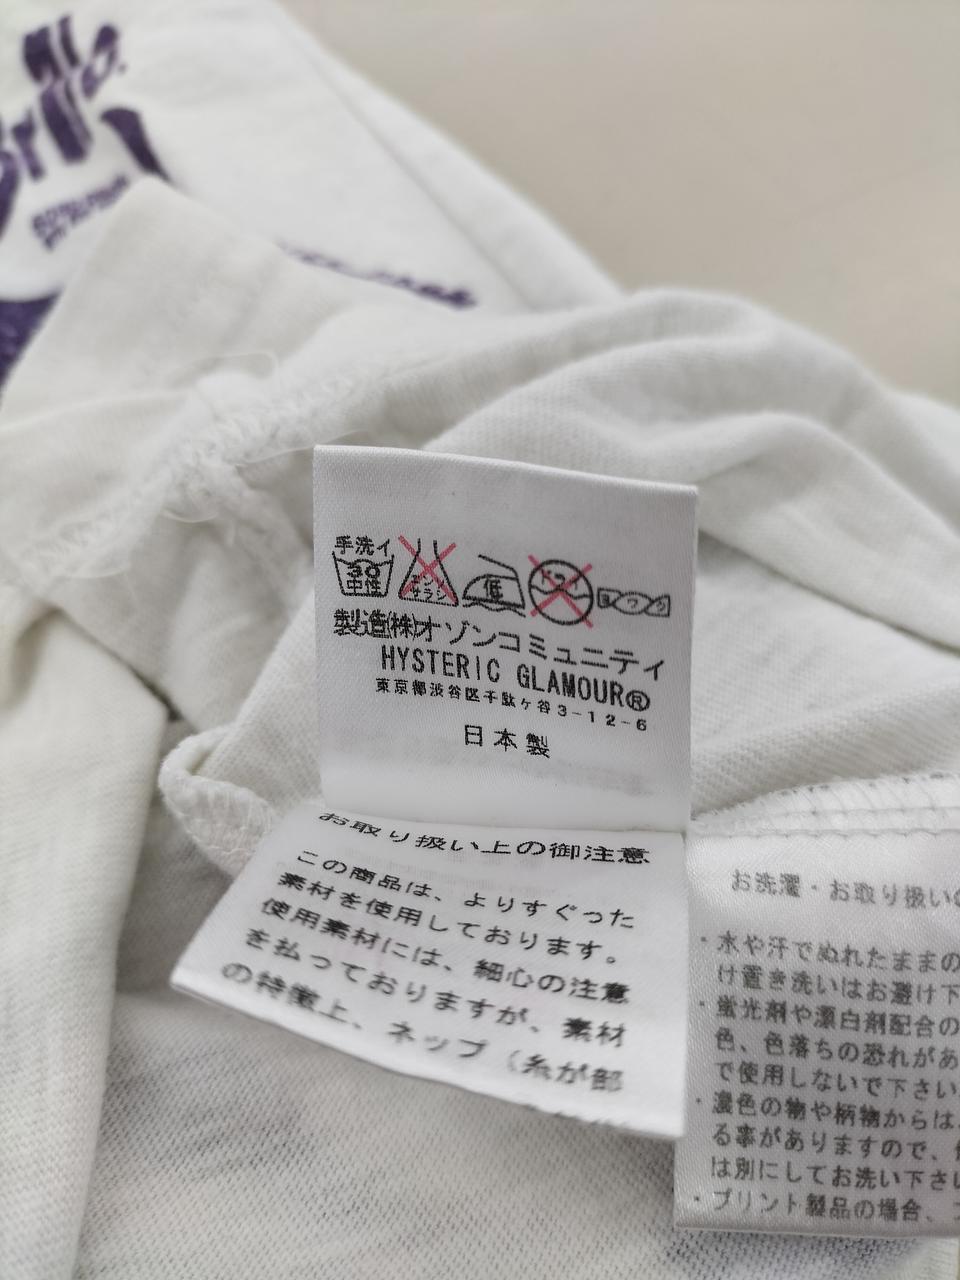 手洗イ
30
中性
エンソ
サラシ
低
ドライ
製造(株)オゾンコミュニティ
HYSTERIC GLAMOUR®
東京都渋谷区千駄ヶ谷3-12-6
日本製
お取り扱い上の御注意
この商品は、よりすぐった
素材を使用しております。
使用素材には、細心の注意
を払っておりますが、素材
の特徴上、ネップ（糸が部
お洗濯・お取り扱いの
・水や汗でぬれたままの
け置き洗いはお避け下
・蛍光剤や漂白剤配合の
色、色落ちの恐れがあ
で使用しないで下さい
・濃色の物や柄物からは
る事がありますので、
は別にしてお洗い下さい
・プリント製品の場合、